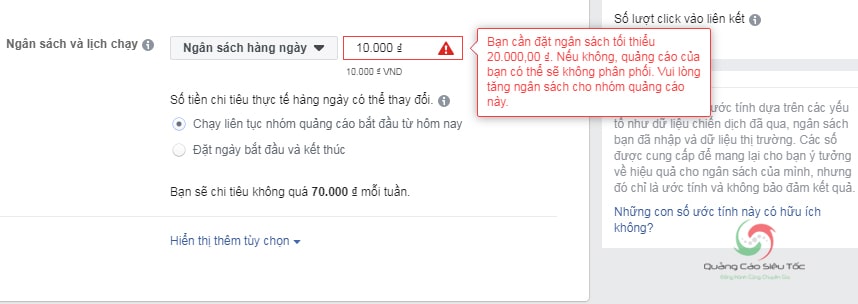 Số lượt click vào liên kết
Ngân sách và lịch chạy
Ngân sách hàng ngày
10.000 ₫
10.000 ₫ VND
Bạn cần đặt ngân sách tối thiểu
20.000,00 ₫. Nếu không, quảng cáo của
bạn có thể sẽ không phân phối. Vui lòng
tăng ngân sách cho nhóm quảng cáo
này.
Số tiền chi tiêu thực tế hàng ngày có thể thay đổi.
Chạy liên tục nhóm quảng cáo bắt đầu từ hôm nay
Đặt ngày bắt đầu và kết thúc
Bạn sẽ chi tiêu không quá 70.000 ₫ mỗi tuần.
Hiển thị thêm tùy chọn
ước tính dựa trên các yếu
tố như dữ liệu chiến dịch đã qua, ngân sách
bạn đã nhập và dữ liệu thị trường. Các số
được cung cấp để mang lại cho bạn ý tưởng
về hiệu quả cho ngân sách của mình, nhưng
đó chỉ là ước tính và không bảo đảm kết quả.
Những con số ước tính này có hữu ích
không?
Quảng Cáo Siêu Tốc